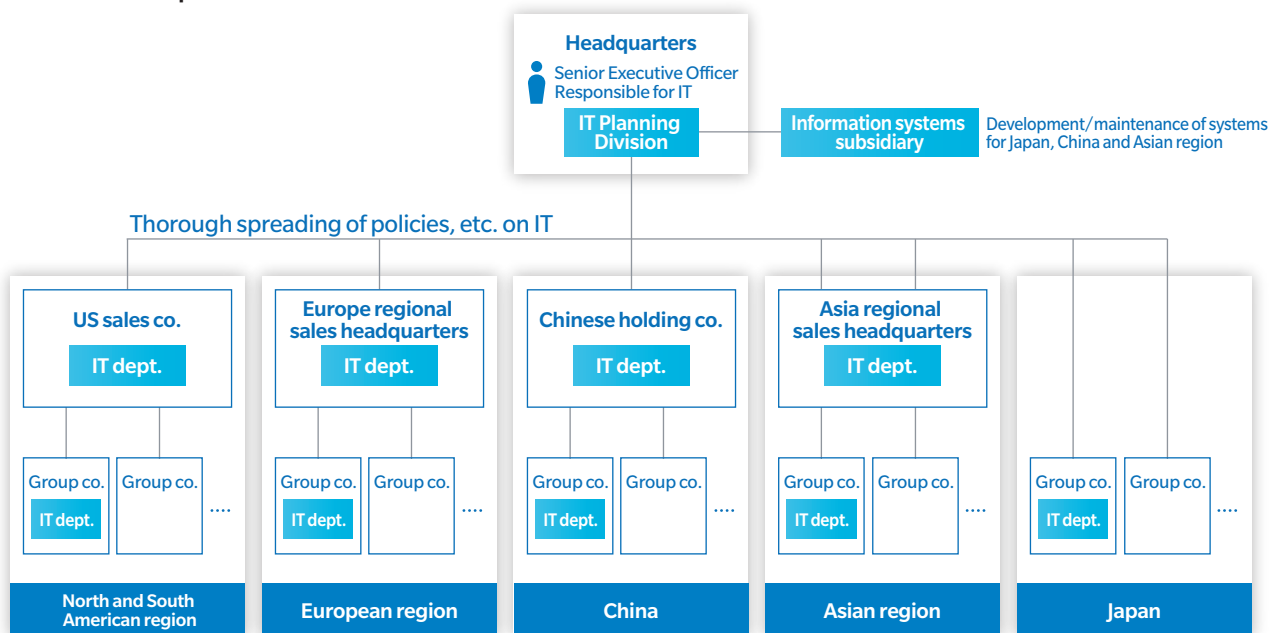 Headquarters
Senior Executive Officer
Responsible for IT
IT Planning
Division
Information systems
subsidiary
Development/maintenance of systems
for Japan, China and Asian region
Thorough spreading of policies, etc. on IT
US sales co.
IT dept.
Group co.
IT dept.
Group co.
....
North and South
American region
Europe regional
sales headquarters
IT dept.
Group co.
IT dept.
Group co.
....
European region
Chinese holding co.
IT dept.
Group co.
IT dept.
Group co.
....
China
Asia regional
sales headquarters
IT dept.
Group co.
IT dept.
Group co.
....
Asian region
Group co.
IT dept.
Group co.
....
Japan